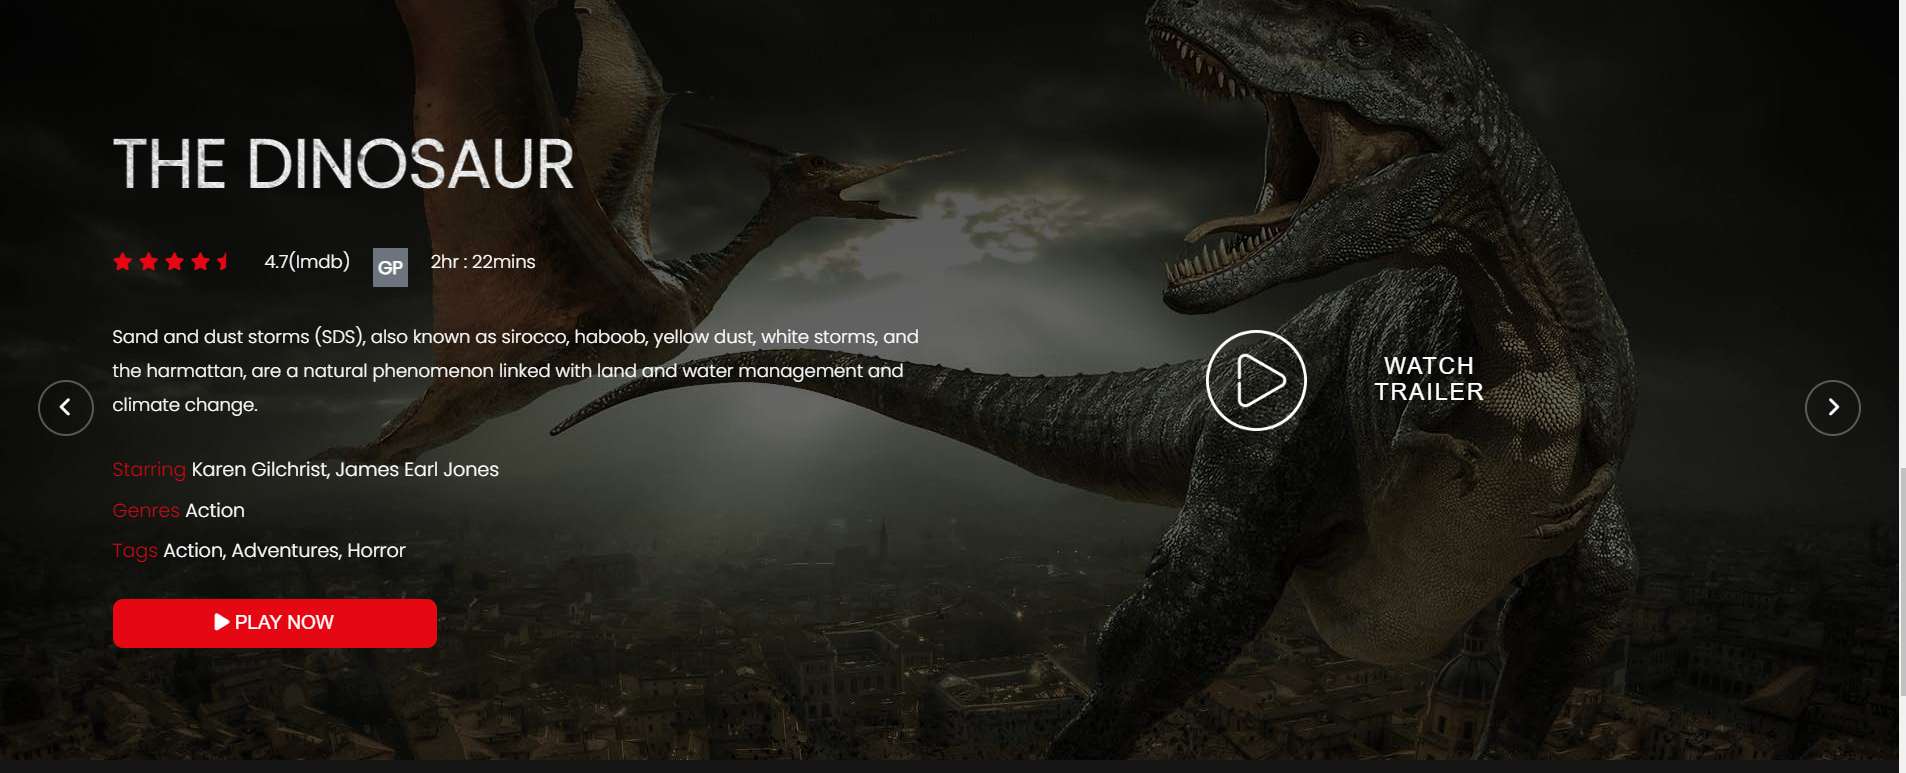 THE DINOSAUR
4.7(Imdb) GP 2hr : 22mins
Sand and dust storms (SDS), also known as sirocco, haboob, yellow dust, white storms, and
the harmattan, are a natural phenomenon linked with land and water management and
climate change.
WATCH
TRAILER
Starring Karen Gilchrist, James Earl Jones
Genres Action
Tags Action, Adventures, Horror
PLAY NOW